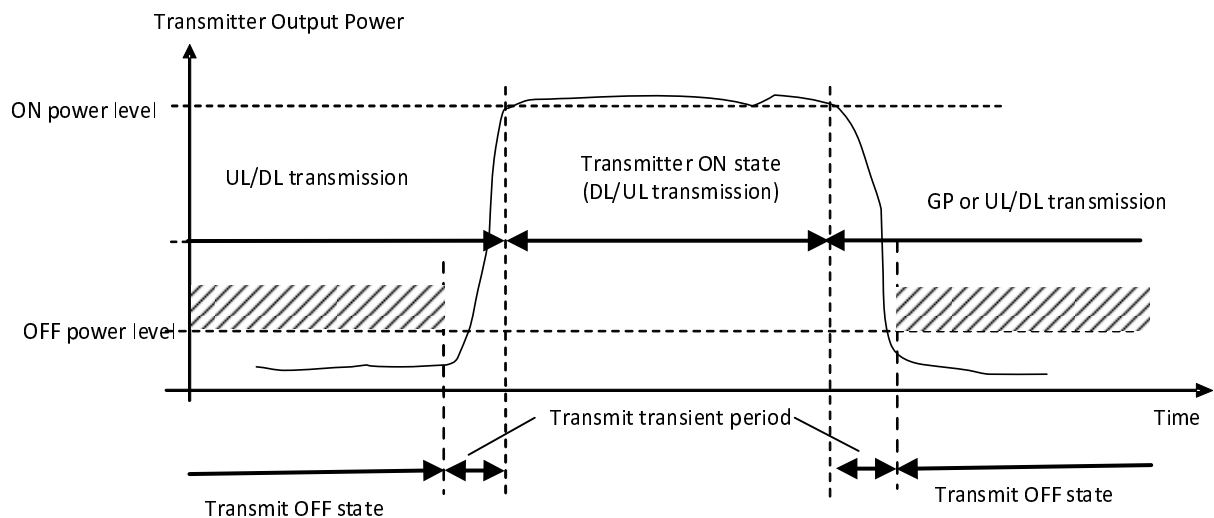 Transmitter Output Power
ON power level
UL/DL transmission
Transmitter ON state
(DL/UL transmission)
GP or UL/DL transmission
OFF power level
Transmit transient period
Time
Transmit OFF state
Transmit OFF state